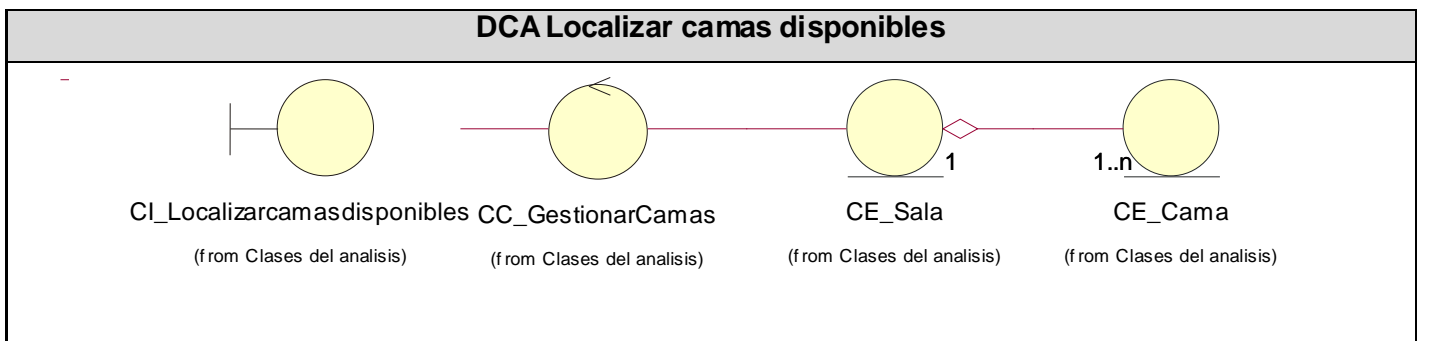 DCA Localizar camas disponibles
1 1..n
CI_Localizarcamasdisponibles CC_GestionarCamas CE_Sala CE_Cama
(from Clases del analisis) (from Clases del analisis) (from Clases del analisis) (from Clases del analisis)